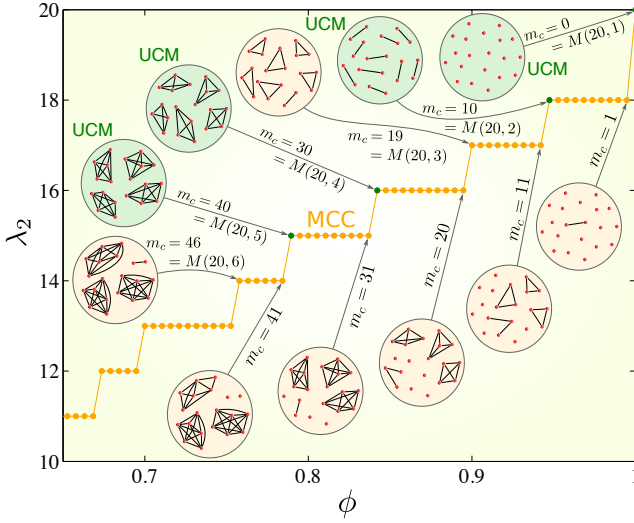 20
18
16
14
12
10
λ₂
0.7
0.8
0.9
1
ϕ
UCM
UCM
UCM
UCM
MCC
m_c = 0
= M(20, 1)
m_c = 10
= M(20, 2)
m_c = 19
= M(20, 3)
m_c = 30
= M(20, 4)
m_c = 40
= M(20, 5)
m_c = 46
= M(20, 6)
m_c = 41
m_c = 31
m_c = 20
m_c = 11
m_c = 1